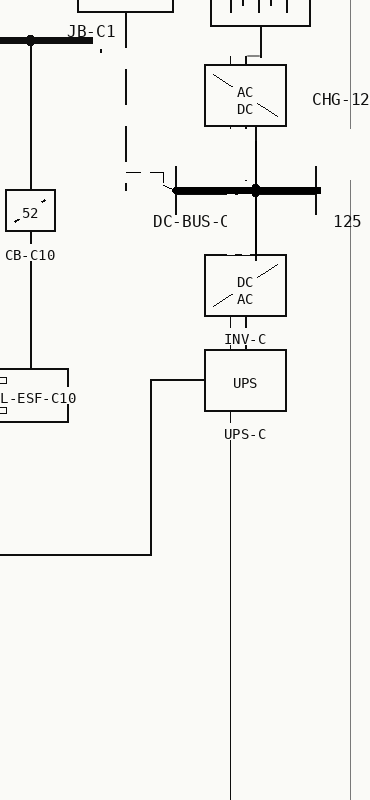 JB-C1
AC
DC
CHG-12
52
DC-BUS-C
125
CB-C10
DC
AC
INV-C
UPS
L-ESF-C10
UPS-C